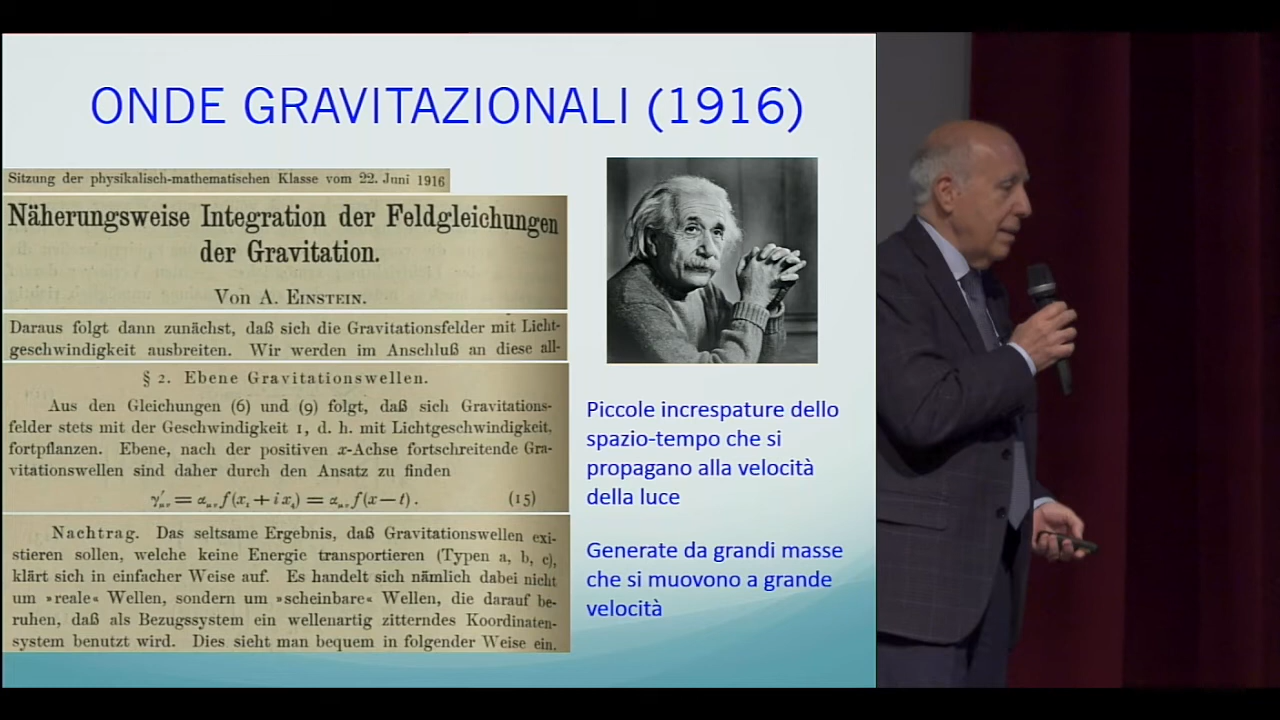 ONDE GRAVITAZIONALI (1916)
Sitzung der physikalisch-mathematischen Klasse vom 22. Juni 1916
Näherungsweise Integration der Feldgleichungen
der Gravitation.
Von A. EINSTEIN.
Daraus folgt dann zunächst, daß sich die Gravitationsfelder mit Licht-
geschwindigkeit ausbreiten. Wir werden im Anschluß an diese all-
§ 2. Ebene Gravitationswellen.
Aus den Gleichungen (6) und (9) folgt, daß sich Gravitations-
felder stets mit der Geschwindigkeit 1, d. h. mit Lichtgeschwindigkeit,
fortpflanzen. Ebene, nach der positiven x-Achse fortschreitende Gra-
vitationswellen sind daher durch den Ansatz zu finden
γ′μν = αμν f(x₁ + i x₄) = αμν f(x − t). (15)
Nachtrag. Das seltsame Ergebnis, daß Gravitationswellen exi-
stieren sollen, welche keine Energie transportieren (Typen a, b, c),
klärt sich in einfacher Weise auf. Es handelt sich nämlich dabei nicht
um »reale« Wellen, sondern um »scheinbare« Wellen, die darauf be-
ruhen, daß als Bezugssystem ein wellenartig zitterndes Koordinaten-
system benutzt wird. Dies sieht man bequem in folgender Weise ein.
Piccole increspature dello
spazio-tempo che si
propagano alla velocità
della luce
Generate da grandi masse
che si muovono a grande
velocità